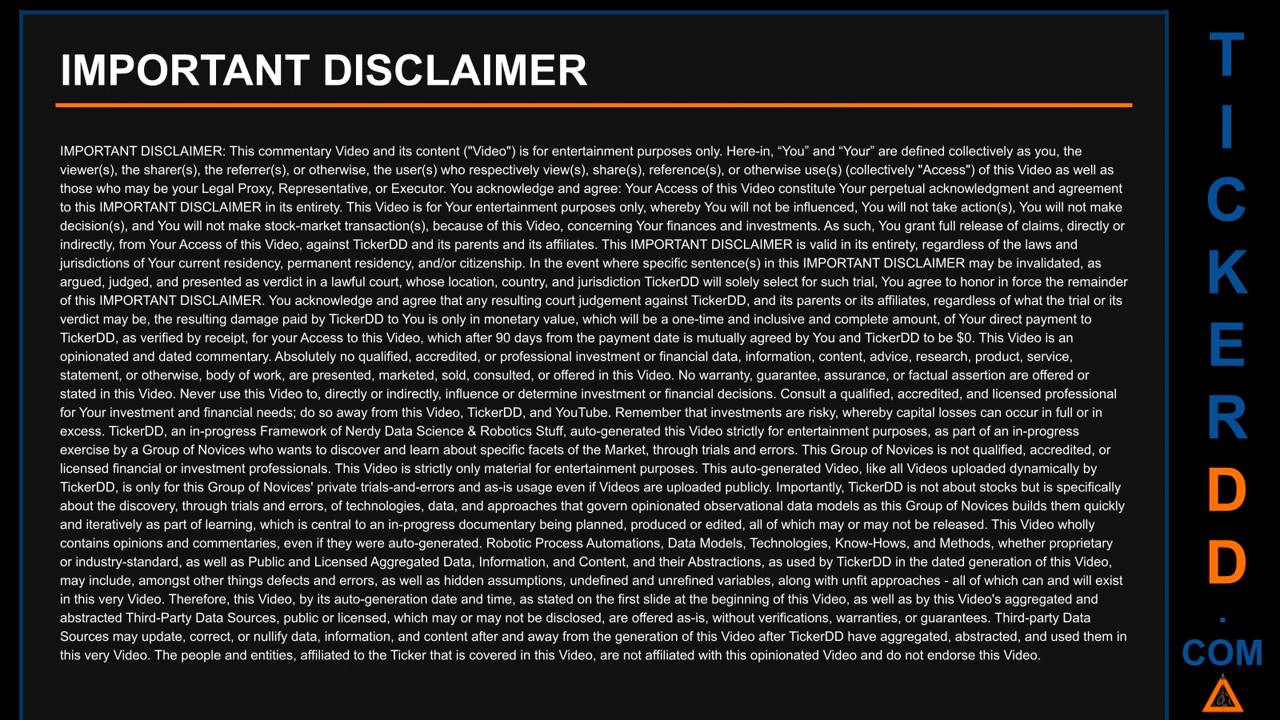 IMPORTANT DISCLAIMER
IMPORTANT DISCLAIMER: This commentary Video and its content ("Video") is for entertainment purposes only. Here-in, “You” and “Your” are defined collectively as you, the
viewer(s), the sharer(s), the referrer(s), or otherwise, the user(s) who respectively view(s), share(s), reference(s), or otherwise use(s) (collectively "Access") of this Video as well as
those who may be your Legal Proxy, Representative, or Executor. You acknowledge and agree: Your Access of this Video constitute Your perpetual acknowledgment and agreement
to this IMPORTANT DISCLAIMER in its entirety. This Video is for Your entertainment purposes only, whereby You will not be influenced, You will not take action(s), You will not make
decision(s), and You will not make stock-market transaction(s), because of this Video, concerning Your finances and investments. As such, You grant full release of claims, directly or
indirectly, from Your Access of this Video, against TickerDD and its parents and its affiliates. This IMPORTANT DISCLAIMER is valid in its entirety, regardless of the laws and
jurisdictions of Your current residency, permanent residency, and/or citizenship. In the event where specific sentence(s) in this IMPORTANT DISCLAIMER may be invalidated, as
argued, judged, and presented as verdict in a lawful court, whose location, country, and jurisdiction TickerDD will solely select for such trial, You agree to honor in force the remainder
of this IMPORTANT DISCLAIMER. You acknowledge and agree that any resulting court judgement against TickerDD, and its parents or its affiliates, regardless of what the trial or its
verdict may be, the resulting damage paid by TickerDD to You is only in monetary value, which will be a one-time and inclusive and complete amount, of Your direct payment to
TickerDD, as verified by receipt, for your Access to this Video, which after 90 days from the payment date is mutually agreed by You and TickerDD to be $0. This Video is an
opinionated and dated commentary. Absolutely no qualified, accredited, or professional investment or financial data, information, content, advice, research, product, service,
statement, or otherwise, body of work, are presented, marketed, sold, consulted, or offered in this Video. No warranty, guarantee, assurance, or factual assertion are offered or
stated in this Video. Never use this Video to, directly or indirectly, influence or determine investment or financial decisions. Consult a qualified, accredited, and licensed professional
for Your investment and financial needs; do so away from this Video, TickerDD, and YouTube. Remember that investments are risky, whereby capital losses can occur in full or in
excess. TickerDD, an in-progress Framework of Nerdy Data Science & Robotics Stuff, auto-generated this Video strictly for entertainment purposes, as part of an in-progress
exercise by a Group of Novices who wants to discover and learn about specific facets of the Market, through trials and errors. This Group of Novices is not qualified, accredited, or
licensed financial or investment professionals. This Video is strictly only material for entertainment purposes. This auto-generated Video, like all Videos uploaded dynamically by
TickerDD, is only for this Group of Novices' private trials-and-errors and as-is usage even if Videos are uploaded publicly. Importantly, TickerDD is not about stocks but is specifically
about the discovery, through trials and errors, of technologies, data, and approaches that govern opinionated observational data models as this Group of Novices builds them quickly
and iteratively as part of learning, which is central to an in-progress documentary being planned, produced or edited, all of which may or may not be released. This Video wholly
contains opinions and commentaries, even if they were auto-generated. Robotic Process Automations, Data Models, Technologies, Know-Hows, and Methods, whether proprietary
or industry-standard, as well as Public and Licensed Aggregated Data, Information, and Content, and their Abstractions, as used by TickerDD in the dated generation of this Video,
may include, amongst other things defects and errors, as well as hidden assumptions, undefined and unrefined variables, along with unfit approaches - all of which can and will exist
in this very Video. Therefore, this Video, by its auto-generation date and time, as stated on the first slide at the beginning of this Video, as well as by this Video's aggregated and
abstracted Third-Party Data Sources, public or licensed, which may or may not be disclosed, are offered as-is, without verifications, warranties, or guarantees. Third-party Data
Sources may update, correct, or nullify data, information, and content after and away from the generation of this Video after TickerDD have aggregated, abstracted, and used them in
this very Video. The people and entities, affiliated to the Ticker that is covered in this Video, are not affiliated with this opinionated Video and do not endorse this Video.
T
I
C
K
E
R
D
D
.
COM